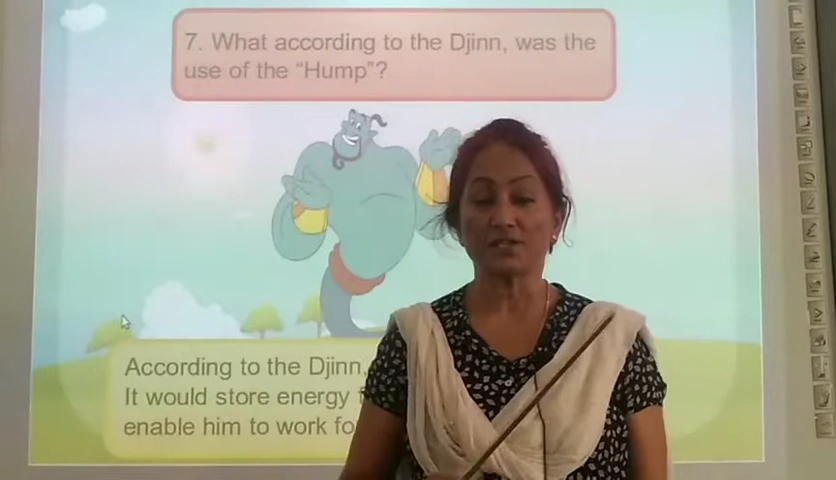 7. What according to the Djinn, was the
use of the “Hump”?
According to the Djinn,
It would store energy
enable him to work